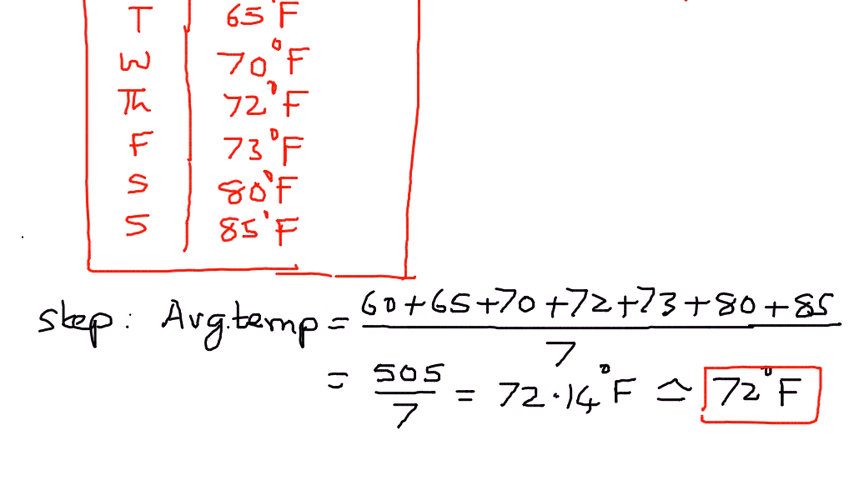 T 65°F
W 70°F
Th 72°F
F 73°F
S 80°F
S 85°F
step: Avg.temp = 60+65+70+72+73+80+85
7
= 505/7 = 72.14°F ≃ 72°F